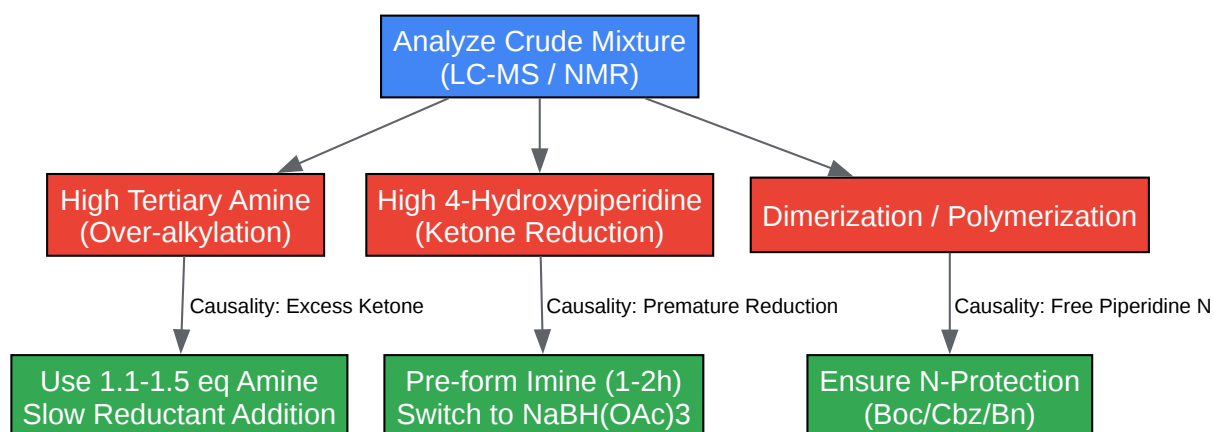 Analyze Crude Mixture
(LC-MS / NMR)
High Tertiary Amine
(Over-alkylation)
High 4-Hydroxypiperidine
(Ketone Reduction)
Dimerization / Polymerization
Causality: Excess Ketone
Causality: Premature Reduction
Causality: Free Piperidine N
Use 1.1-1.5 eq Amine
Slow Reductant Addition
Pre-form Imine (1-2h)
Switch to NaBH(OAc)3
Ensure N-Protection
(Boc/Cbz/Bn)